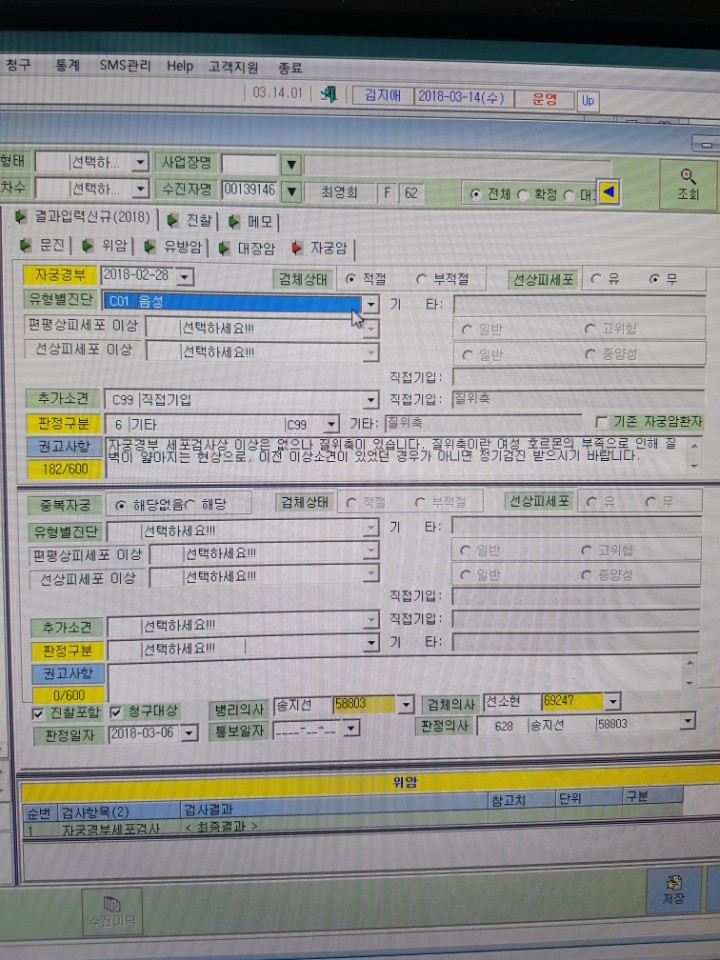 청구 통계 SMS관리 Help 고객지원 종료
03.14.01 김지애 2018-03-14(수) 운영 Up
형태 선택하... 사업장명
차수 선택하... 수진자명 00139146 최영회 F 62 전체 확정 대 조회
결과입력신규(2018) 진찰 메모
문진 위암 유방암 대장암 자궁암
자궁경부 2018-02-28 검체상태 적절 부적절 선상피세포 유 무
유형별진단 C01 음성 기 타:
편평상피세포 이상 선택하세요!!! 일반 고위험
선상피세포 이상 선택하세요!!! 일반 종양성
직접기입:
추가소견 C99 직접기입 직접기입: 질위축
판정구분 6 기타 C99 기타: 질위축 기존 자궁암환자
권고사항 자궁경부 세포검사상 이상은 없으나 질위축이 있습니다. 질위축이란 여성 호르몬의 부족으로 인해 질
182/600 벽이 얇아지는 현상으로, 이전 이상소견이 있었던 경우가 아니면 정기검진 받으시기 바랍니다.
중복자궁 해당없음 해당 검체상태 적절 부적절 선상피세포 유 무
유형별진단 선택하세요!!! 기 타:
편평상피세포 이상 선택하세요!!! 일반 고위험
선상피세포 이상 선택하세요!!! 일반 종양성
직접기입:
추가소견 선택하세요!!! 직접기입:
판정구분 선택하세요!!! 기 타:
권고사항
0/600
진찰포함 청구대상 병리의사 송지선 58803 검체의사 전소현 69247
판정일자 2018-03-06 통보일자 ____-__-__ 판정의사 628 송지선 58803
위암
순번 검사항목(2) 검사결과 참고치 단위 구분
1 자궁경부세포검사 < 최종결과 >
수진이력 저장